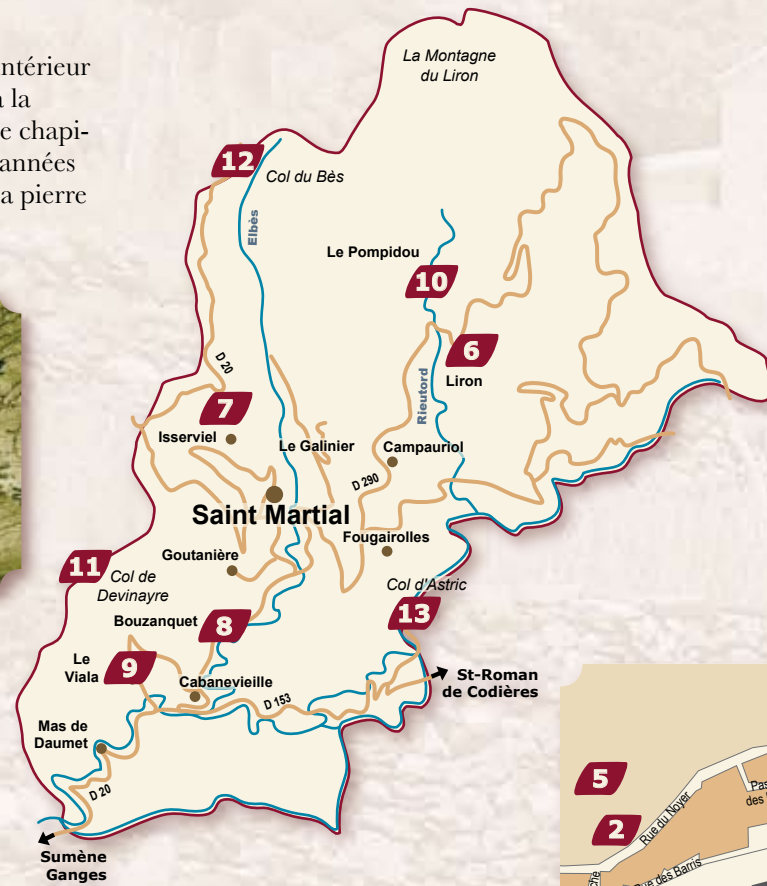 ntérieur
à la
e chapi-
années
a pierre
La Montagne
du Liron
12
Col du Bès
Elbès
Le Pompidou
10
6
Liron
Rieutord
D 20
7
Isserviel
Le Galinier
Campauriol
D 290
Saint Martial
Fougairolles
Goutanière
11
Col de
Devinayre
Col d'Astric
13
Bouzanquet
8
Le
Viala
9
Cabanevieille
D 153
St-Roman
de Codières
Mas de
Daumet
D 20
Sumène
Ganges
5
2
Rue du Noyer
Pas
des
Rue des Barris
che